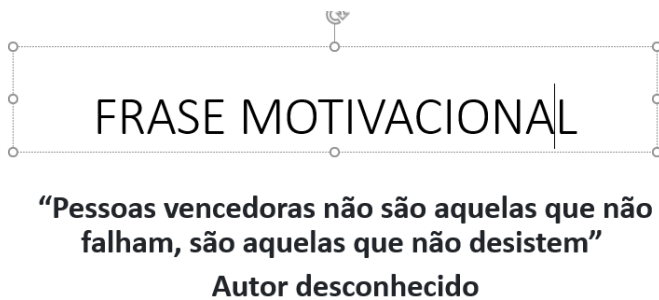 FRASE MOTIVACIONAL
“Pessoas vencedoras não são aquelas que não
falham, são aquelas que não desistem”
Autor desconhecido